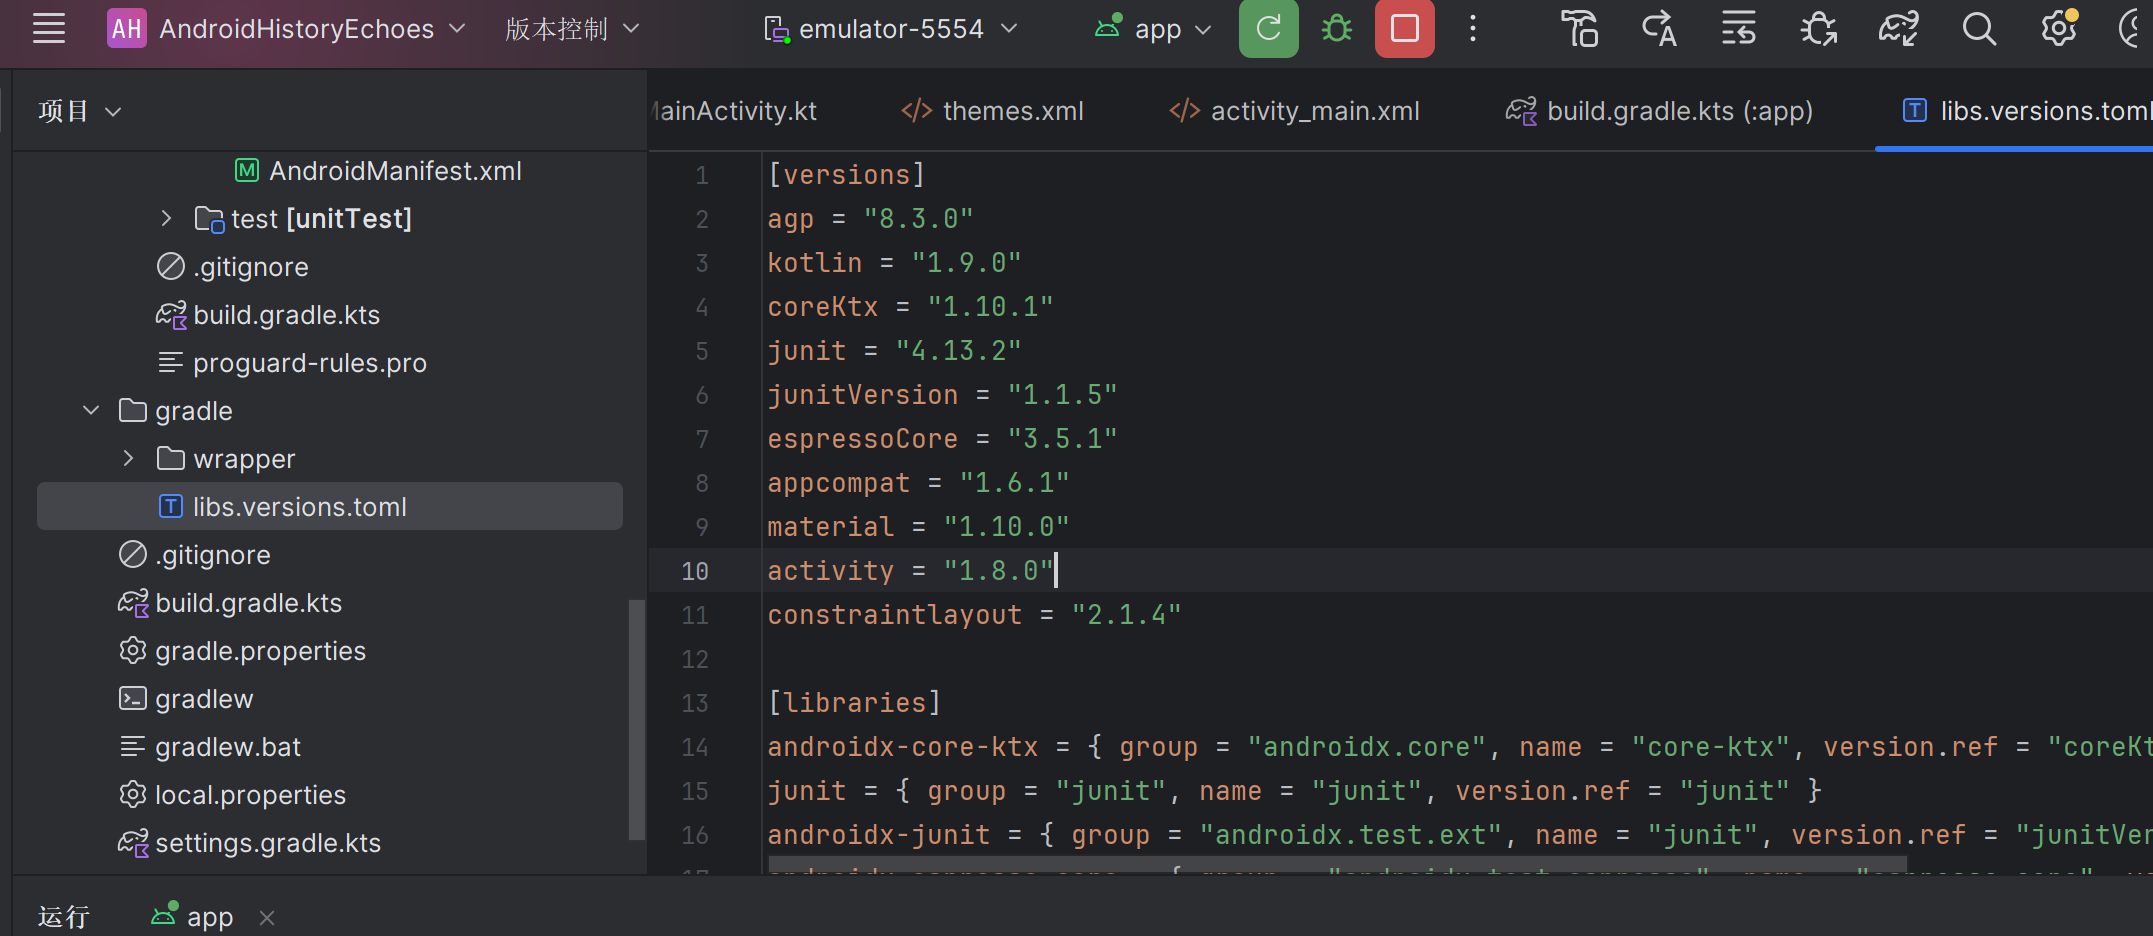 AH AndroidHistoryEchoes 版本控制 emulator-5554 app
项目
MainActivity.kt themes.xml activity_main.xml build.gradle.kts (:app) libs.versions.toml
AndroidManifest.xml
test [unitTest]
.gitignore
build.gradle.kts
proguard-rules.pro
gradle
wrapper
libs.versions.toml
.gitignore
build.gradle.kts
gradle.properties
gradlew
gradlew.bat
local.properties
settings.gradle.kts
1 [versions]
2 agp = "8.3.0"
3 kotlin = "1.9.0"
4 coreKtx = "1.10.1"
5 junit = "4.13.2"
6 junitVersion = "1.1.5"
7 espressoCore = "3.5.1"
8 appcompat = "1.6.1"
9 material = "1.10.0"
10 activity = "1.8.0"
11 constraintlayout = "2.1.4"
12
13 [libraries]
14 androidx-core-ktx = { group = "androidx.core", name = "core-ktx", version.ref = "coreKt
15 junit = { group = "junit", name = "junit", version.ref = "junit" }
16 androidx-junit = { group = "androidx.test.ext", name = "junit", version.ref = "junitVer
运行 app